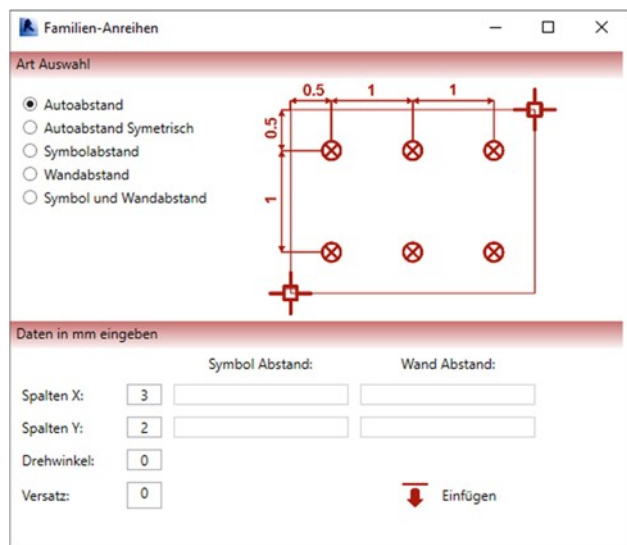 Familien-Anreihen
Art Auswahl
Autoabstand
Autoabstand Symetrisch
Symbolabstand
Wandabstand
Symbol und Wandabstand
0.5 1 1
0.5
1
Daten in mm eingeben
Symbol Abstand: Wand Abstand:
Spalten X: 3
Spalten Y: 2
Drehwinkel: 0
Versatz: 0 Einfügen